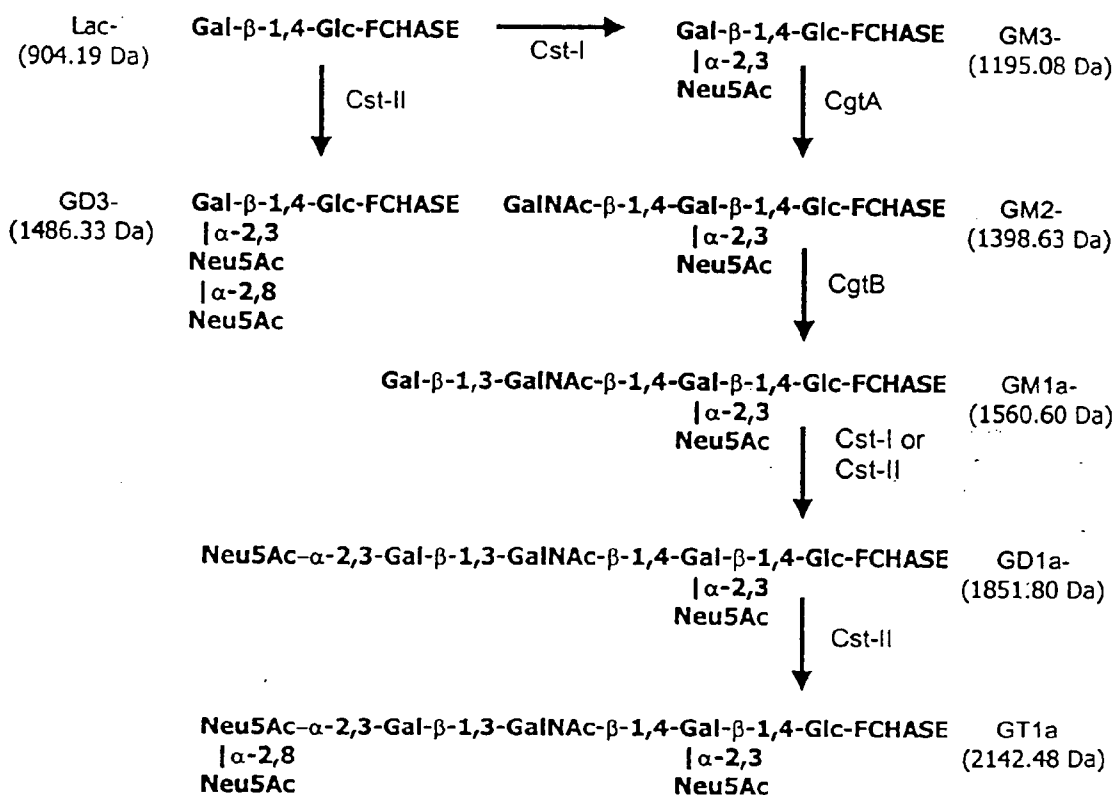 Lac-
(904.19 Da)
Gal-β-1,4-Glc-FCHASE
Cst-I
Gal-β-1,4-Glc-FCHASE
|α-2,3
Neu5Ac
GM3-
(1195.08 Da)
Cst-II
CgtA
GD3-
(1486.33 Da)
Gal-β-1,4-Glc-FCHASE
|α-2,3
Neu5Ac
|α-2,8
Neu5Ac
GalNAc-β-1,4-Gal-β-1,4-Glc-FCHASE
|α-2,3
Neu5Ac
GM2-
(1398.63 Da)
CgtB
Gal-β-1,3-GalNAc-β-1,4-Gal-β-1,4-Glc-FCHASE
|α-2,3
Neu5Ac
GM1a-
(1560.60 Da)
Cst-I or
Cst-II
Neu5Ac-α-2,3-Gal-β-1,3-GalNAc-β-1,4-Gal-β-1,4-Glc-FCHASE
|α-2,3
Neu5Ac
GD1a-
(1851.80 Da)
Cst-II
Neu5Ac-α-2,3-Gal-β-1,3-GalNAc-β-1,4-Gal-β-1,4-Glc-FCHASE
|α-2,8 |α-2,3
Neu5Ac Neu5Ac
GT1a
(2142.48 Da)